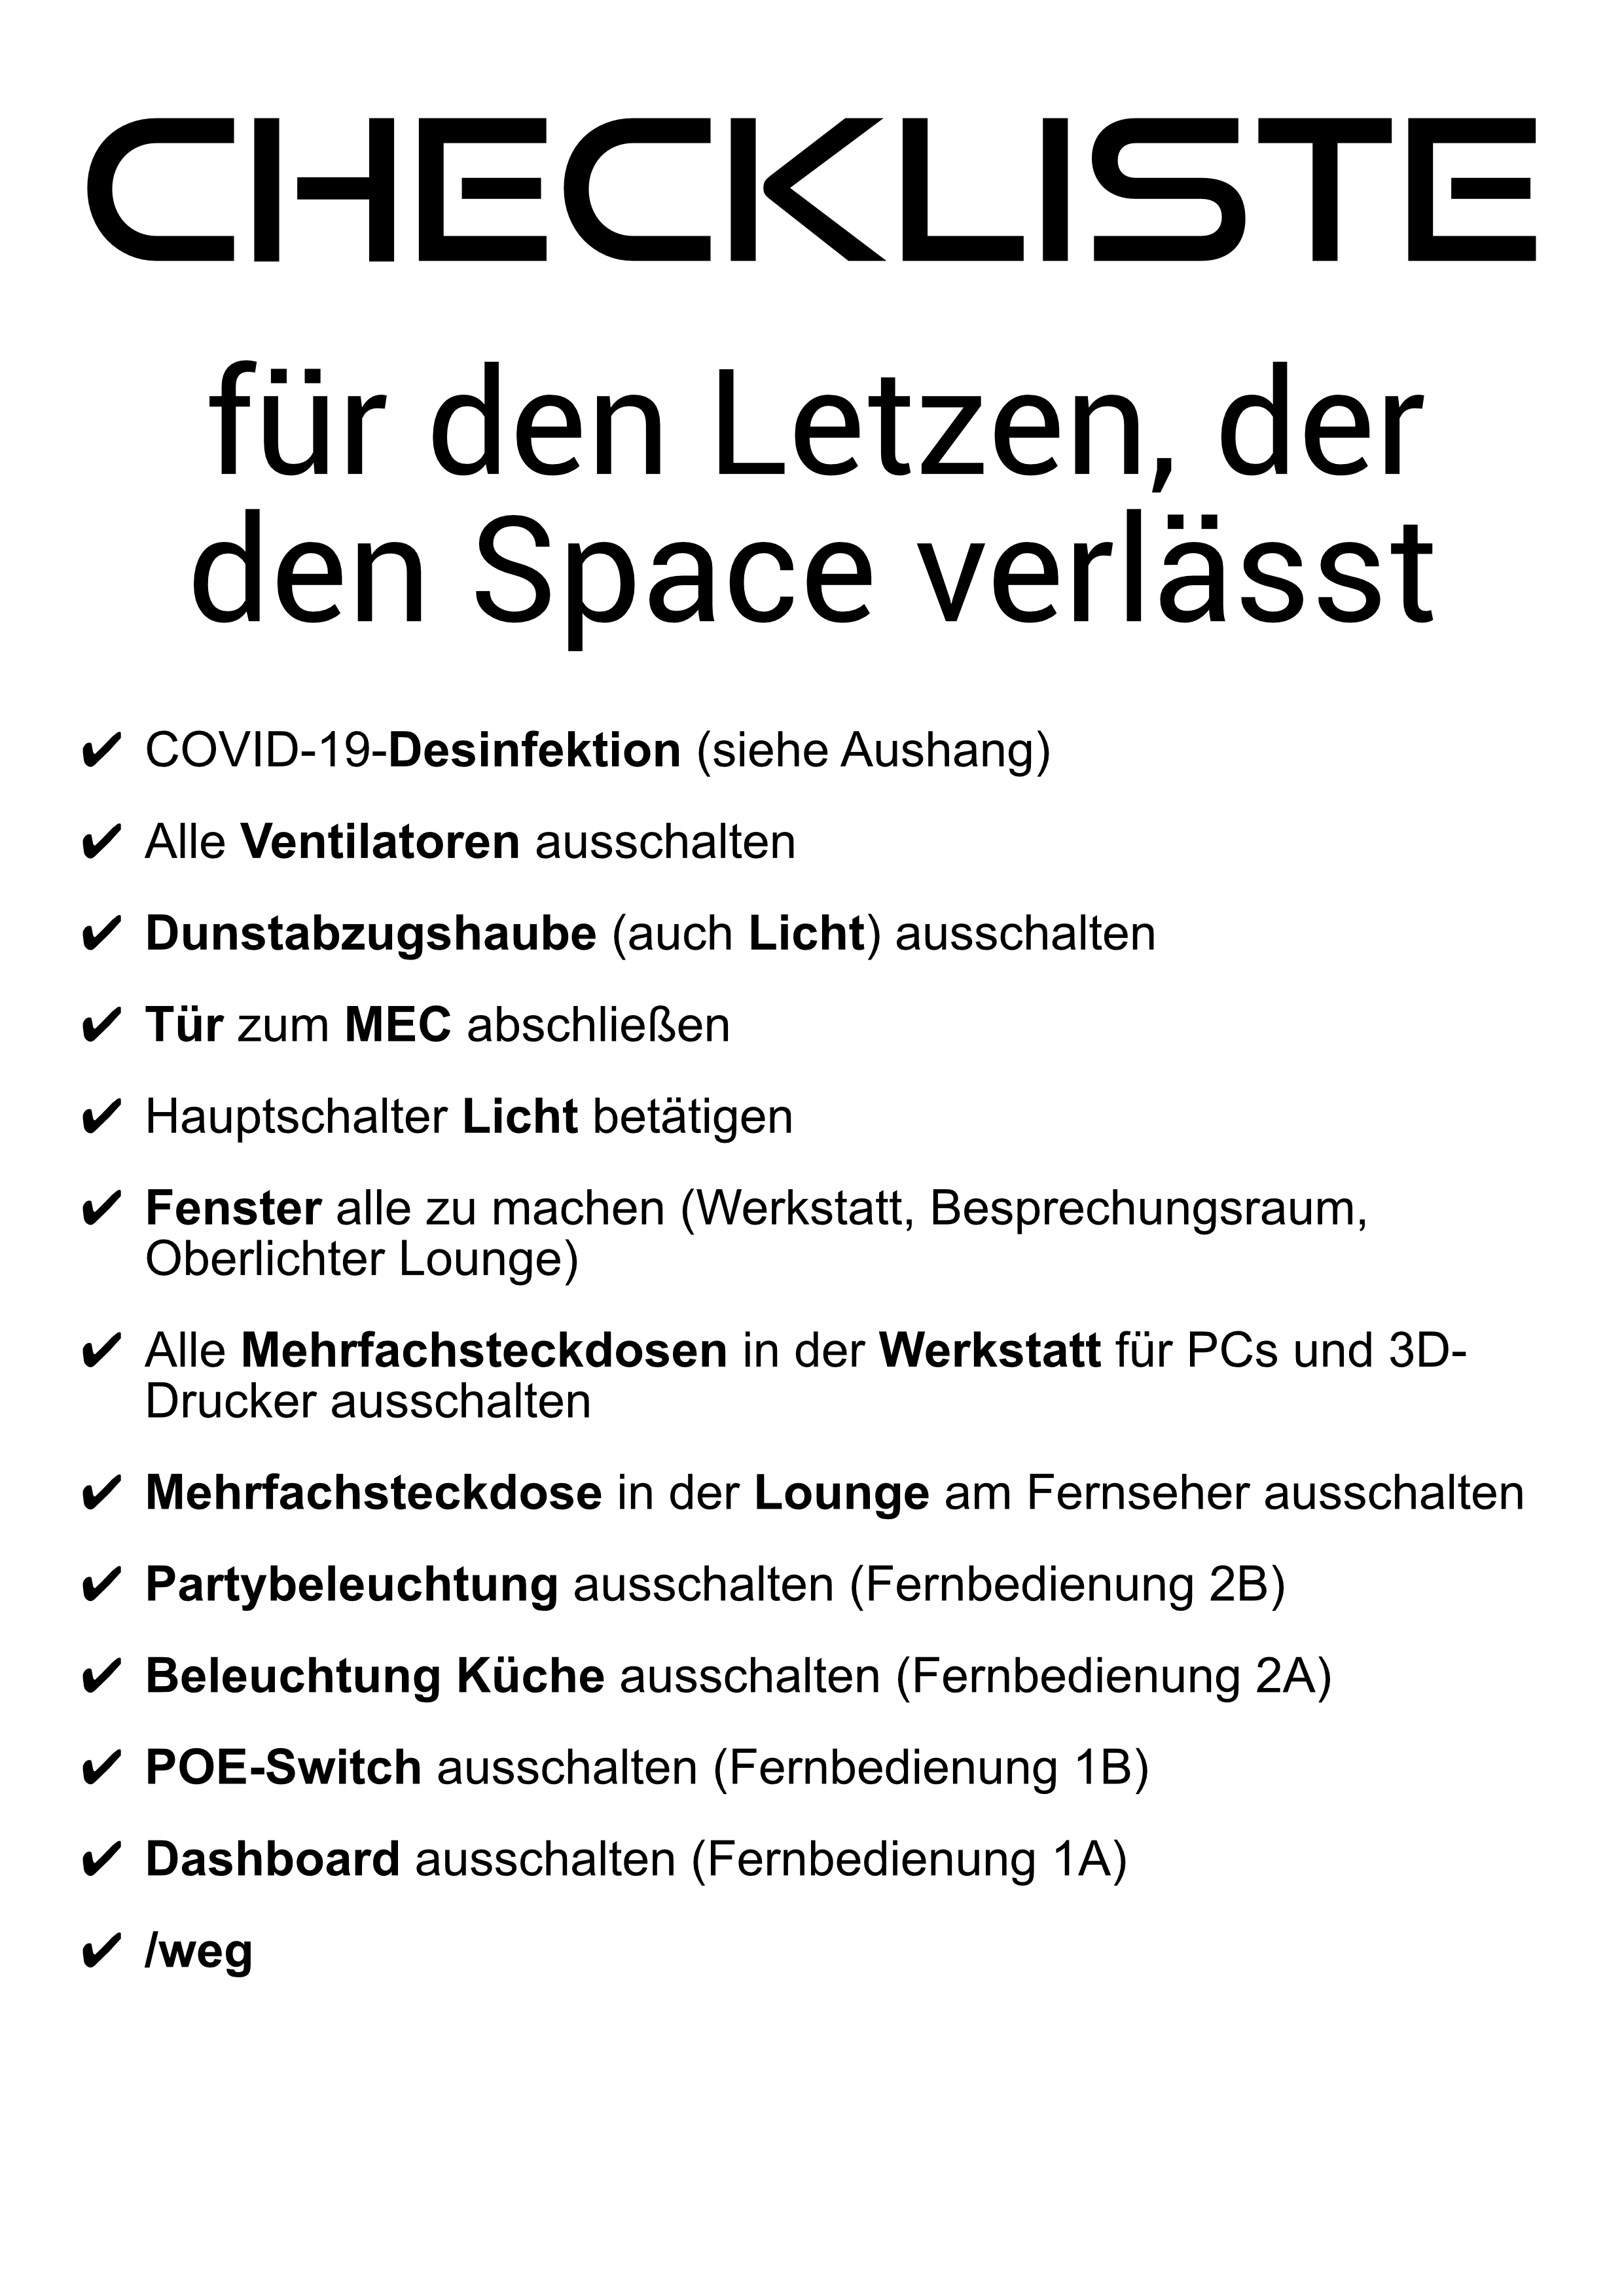 CHECKLISTE
für den Letzen, der
den Space verlässt
✔ COVID-19-Desinfektion (siehe Aushang)
✔ Alle Ventilatoren ausschalten
✔ Dunstabzugshaube (auch Licht) ausschalten
✔ Tür zum MEC abschließen
✔ Hauptschalter Licht betätigen
✔ Fenster alle zu machen (Werkstatt, Besprechungsraum,
Oberlichter Lounge)
✔ Alle Mehrfachsteckdosen in der Werkstatt für PCs und 3D-
Drucker ausschalten
✔ Mehrfachsteckdose in der Lounge am Fernseher ausschalten
✔ Partybeleuchtung ausschalten (Fernbedienung 2B)
✔ Beleuchtung Küche ausschalten (Fernbedienung 2A)
✔ POE-Switch ausschalten (Fernbedienung 1B)
✔ Dashboard ausschalten (Fernbedienung 1A)
✔ /weg